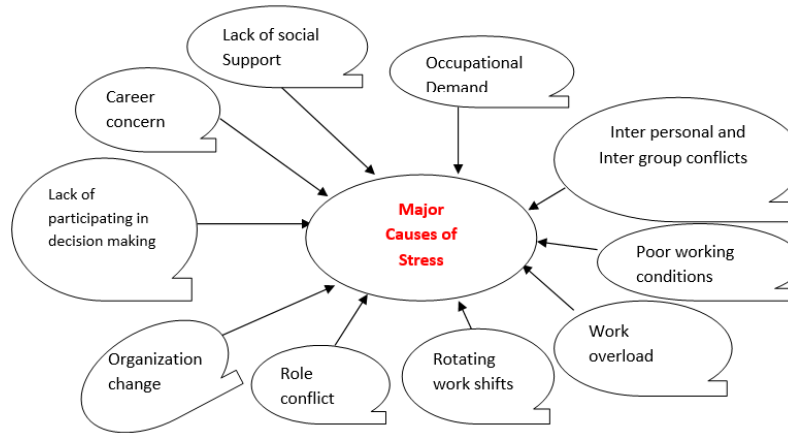 Lack of social
Support
Occupational
Demand
Career
concern
Inter personal and
Inter group conflicts
Lack of
participating in
decision making
Major
Causes of
Stress
Poor working
conditions
Organization
change
Role
conflict
Rotating
work shifts
Work
overload